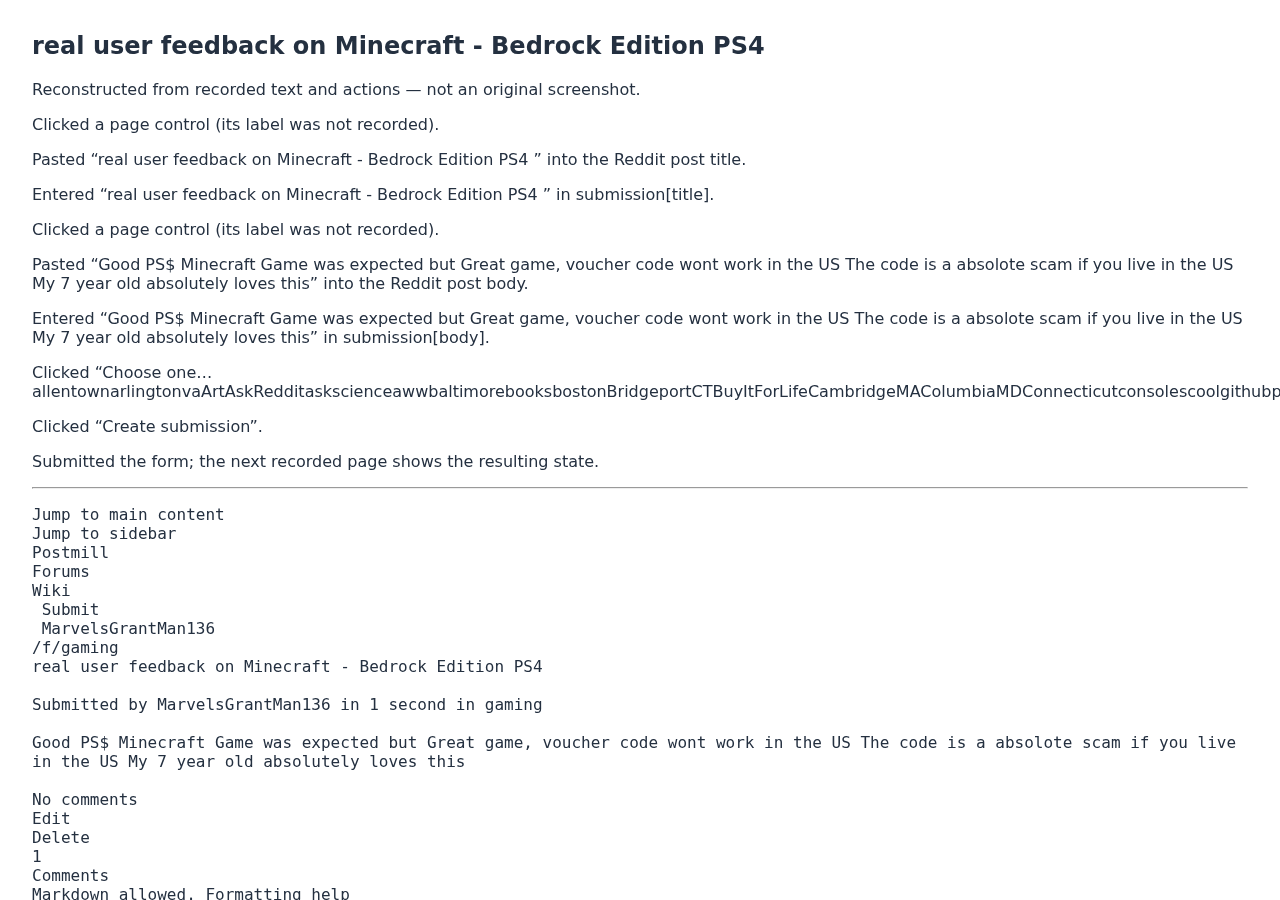 real user feedback on Minecraft - Bedrock Edition PS4
Reconstructed from recorded text and actions — not an original screenshot.
Clicked a page control (its label was not recorded).
Pasted “real user feedback on Minecraft - Bedrock Edition PS4 ” into the Reddit post title.
Entered “real user feedback on Minecraft - Bedrock Edition PS4 ” in submission[title].
Clicked a page control (its label was not recorded).
Pasted “Good PS$ Minecraft Game was expected but Great game, voucher code wont work in the US The code is a absolote scam if you live in the US
My 7 year old absolutely loves this” into the Reddit post body.
Entered “Good PS$ Minecraft Game was expected but Great game, voucher code wont work in the US The code is a absolote scam if you live in the US
My 7 year old absolutely loves this” in submission[body].
Clicked “Choose one…
allentownarlingtonvaArtAskRedditaskscienceawwbaltimorebooksbostonBridgeportCTBuyItForLifeCambridgeMAColumbiaMDConnecticutconsolescoolgithubp
Clicked “Create submission”.
Submitted the form; the next recorded page shows the resulting state.
Jump to main content
Jump to sidebar
Postmill
Forums
Wiki
Submit
MarvelsGrantMan136
/f/gaming
real user feedback on Minecraft - Bedrock Edition PS4
Submitted by MarvelsGrantMan136 in 1 second in gaming
Good PS$ Minecraft Game was expected but Great game, voucher code wont work in the US The code is a absolote scam if you live
in the US My 7 year old absolutely loves this
No comments
Edit
Delete
1
Comments
Markdown allowed. Formatting help